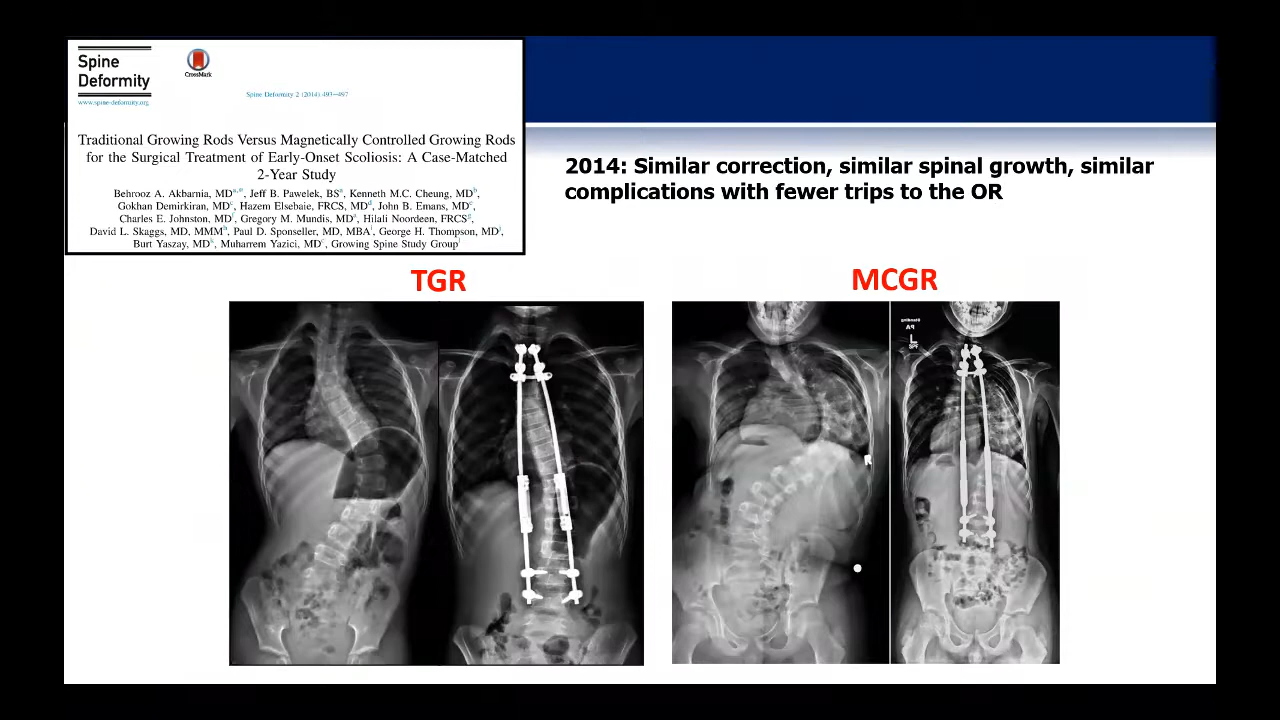 Spine
Deformity
CrossMark
www.spine-deformity.org
Spine Deformity 2 (2014) 493–497
Traditional Growing Rods Versus Magnetically Controlled Growing Rods
for the Surgical Treatment of Early-Onset Scoliosis: A Case-Matched
2-Year Study
Behrooz A. Akbarnia, MD, Jeff B. Pawelek, BS, Kenneth M.C. Cheung, MD,
Gokhan Demirkiran, MD, Hazem Elsebaie, FRCS, MD, John B. Emans, MD,
Charles E. Johnston, MD, Gregory M. Mundis, MD, Hilali Noordeen, FRCS,
David L. Skaggs, MD, MMM, Paul D. Sponseller, MD, MBA, George H. Thompson, MD,
Burt Yaszay, MD, Muharrem Yazici, MD, Growing Spine Study Group
2014: Similar correction, similar spinal growth, similar
complications with fewer trips to the OR
TGR
MCGR
Standing
PA
L